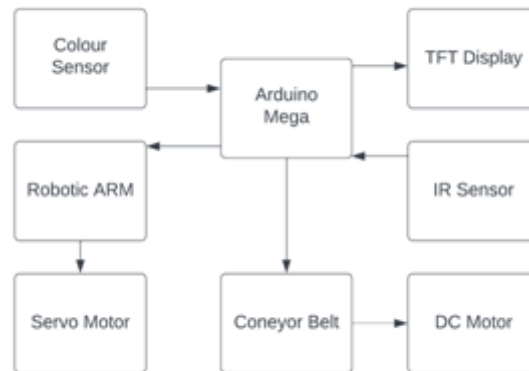 Colour
Sensor
Arduino
Mega
TFT Display
Robotic ARM
IR Sensor
Servo Motor
Coneyor Belt
DC Motor